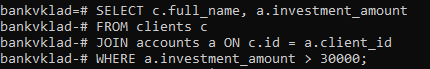 bankvklad=# SELECT c.full_name, a.investment_amount
bankvklad-# FROM clients c
bankvklad-# JOIN accounts a ON c.id = a.client_id
bankvklad-# WHERE a.investment_amount > 30000;